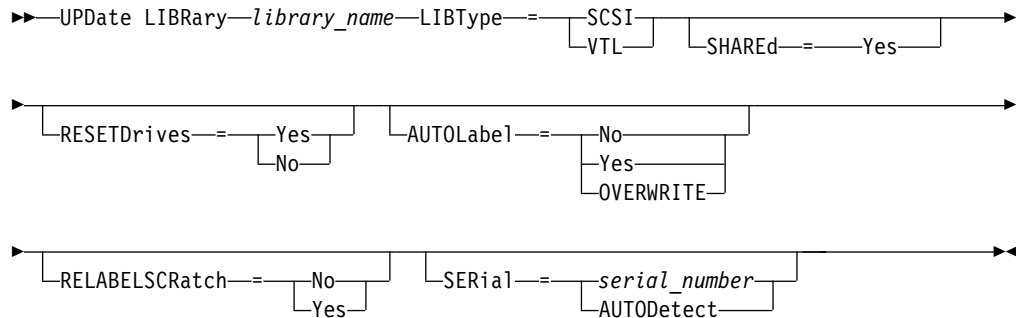 UPDate LIBRary library_name LIBType = SCSI
VTL
SHAREd = Yes
RESETDrives = Yes
No
AUTOLabel = No
Yes
OVERWRITE
RELABELSCRatch = No
Yes
SERial = serial_number
AUTODetect